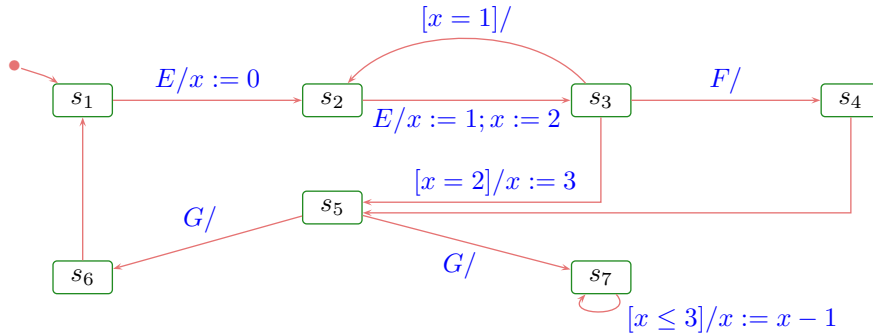 [x = 1]/
E/x := 0
F/
s₁
s₂
s₃
s₄
E/x := 1; x := 2
[x = 2]/x := 3
s₅
G/
G/
s₆
s₇
[x ≤ 3]/x := x − 1